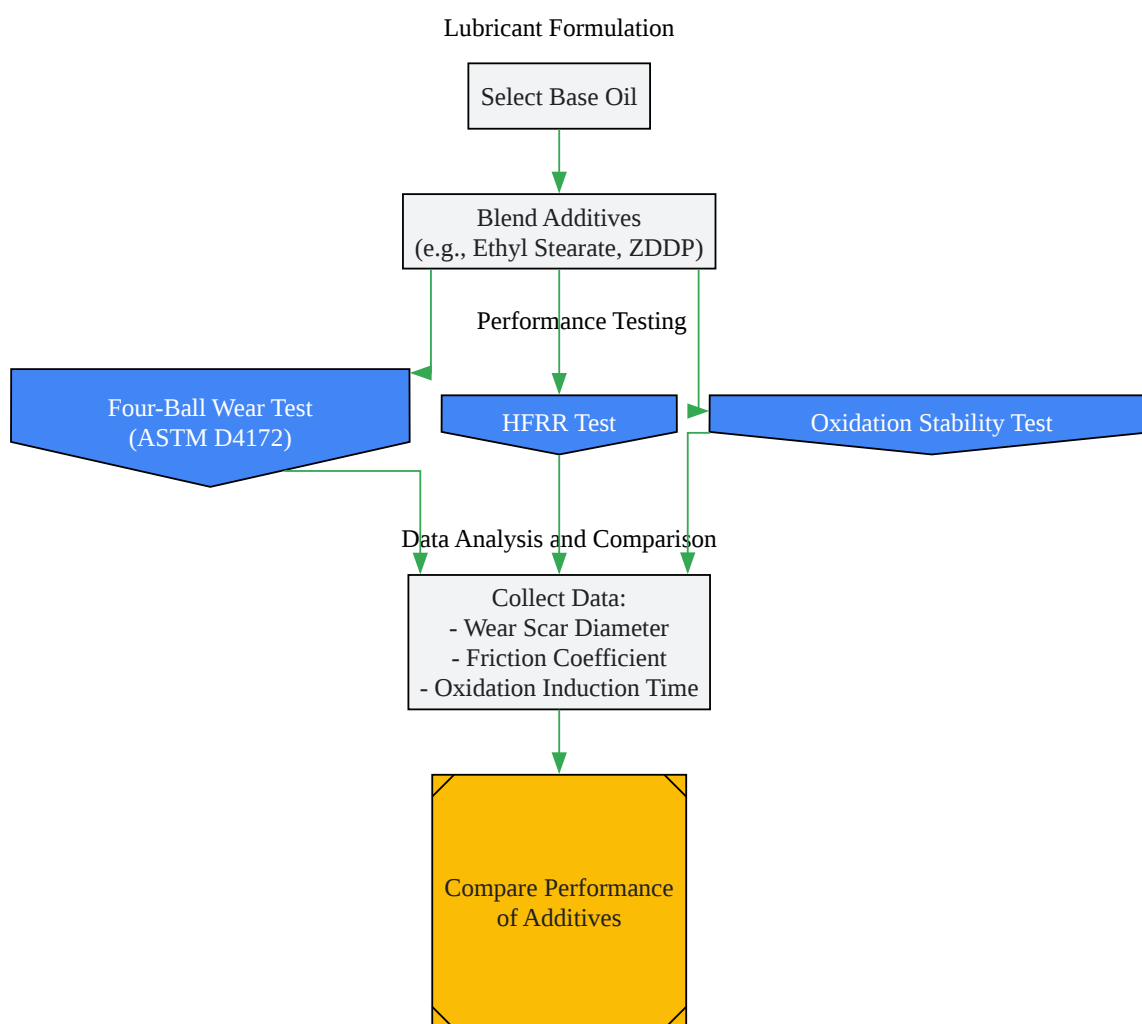 Lubricant Formulation
Select Base Oil
Blend Additives
(e.g., Ethyl Stearate, ZDDP)
Performance Testing
Four-Ball Wear Test
(ASTM D4172)
HFRR Test
Oxidation Stability Test
Data Analysis and Comparison
Collect Data:
- Wear Scar Diameter
- Friction Coefficient
- Oxidation Induction Time
Compare Performance
of Additives